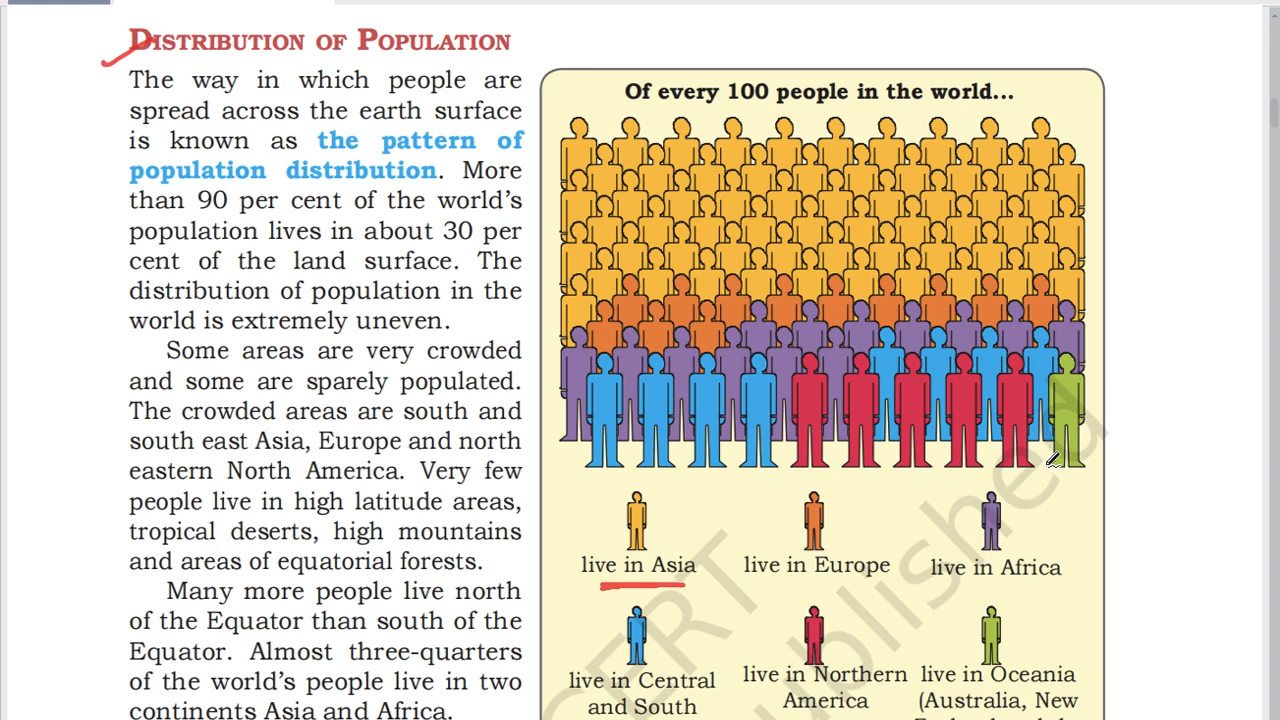 DISTRIBUTION OF POPULATION
The way in which people are
spread across the earth surface
is known as the pattern of
population distribution. More
than 90 per cent of the world’s
population lives in about 30 per
cent of the land surface. The
distribution of population in the
world is extremely uneven.
Some areas are very crowded
and some are sparely populated.
The crowded areas are south and
south east Asia, Europe and north
eastern North America. Very few
people live in high latitude areas,
tropical deserts, high mountains
and areas of equatorial forests.
Many more people live north
of the Equator than south of the
Equator. Almost three-quarters
of the world’s people live in two
continents Asia and Africa.
Of every 100 people in the world...
live in Asia
live in Europe
live in Africa
live in Central
and South
live in Northern
America
live in Oceania
(Australia, New